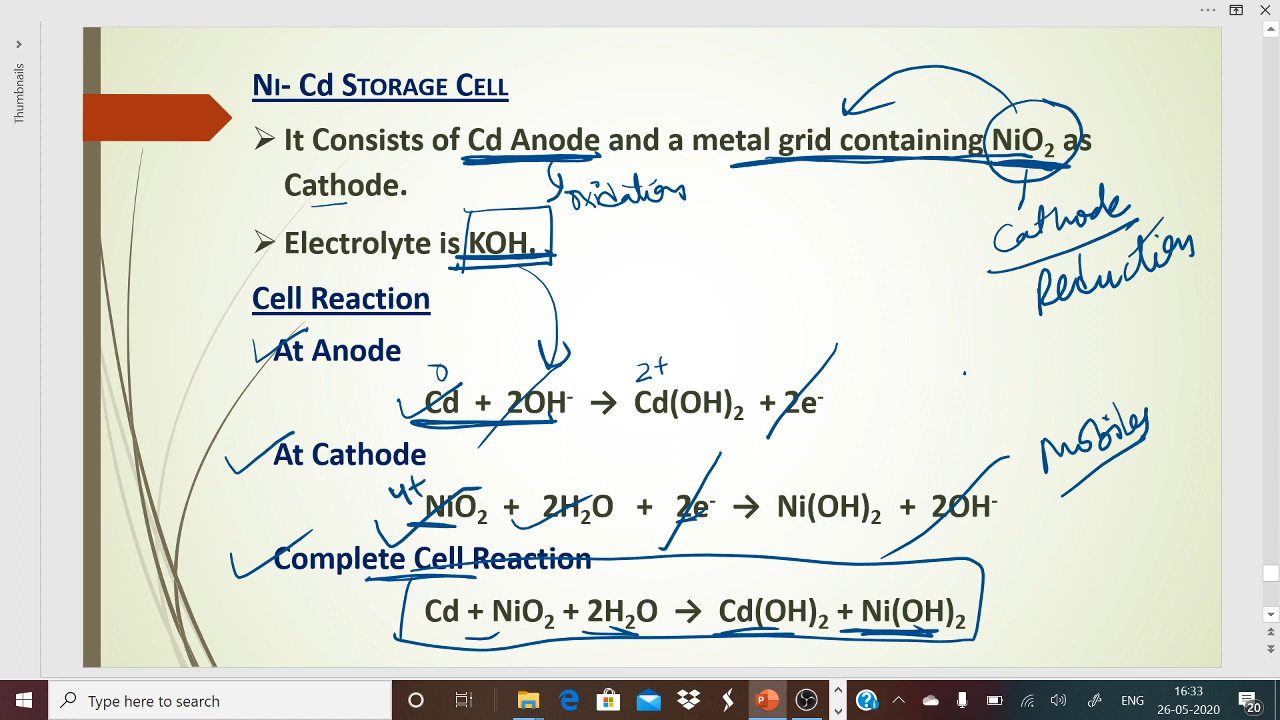 Thumbnails
NI- Cd STORAGE CELL
➢ It Consists of Cd Anode and a metal grid containing NiO₂ as
Cathode.
oxidation
Cathode
Reduction
➢ Electrolyte is KOH.
Cell Reaction
At Anode
0 2+
Cd + 2OH⁻ → Cd(OH)₂ + 2e⁻
At Cathode
Mobiles
4+
NiO₂ + 2H₂O + 2e⁻ → Ni(OH)₂ + 2OH⁻
Complete Cell Reaction
Cd + NiO₂ + 2H₂O → Cd(OH)₂ + Ni(OH)₂
Type here to search
ENG
16:33
26-05-2020
20